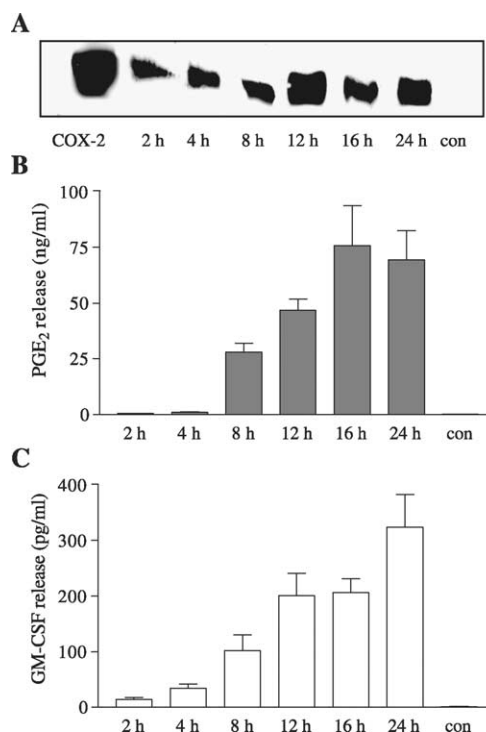 A
COX-2 2 h 4 h 8 h 12 h 16 h 24 h con
B
PGE₂ release (ng/ml)
100
75
50
25
0
2 h 4 h 8 h 12 h 16 h 24 h con
C
GM-CSF release (pg/ml)
400
300
200
100
0
2 h 4 h 8 h 12 h 16 h 24 h con